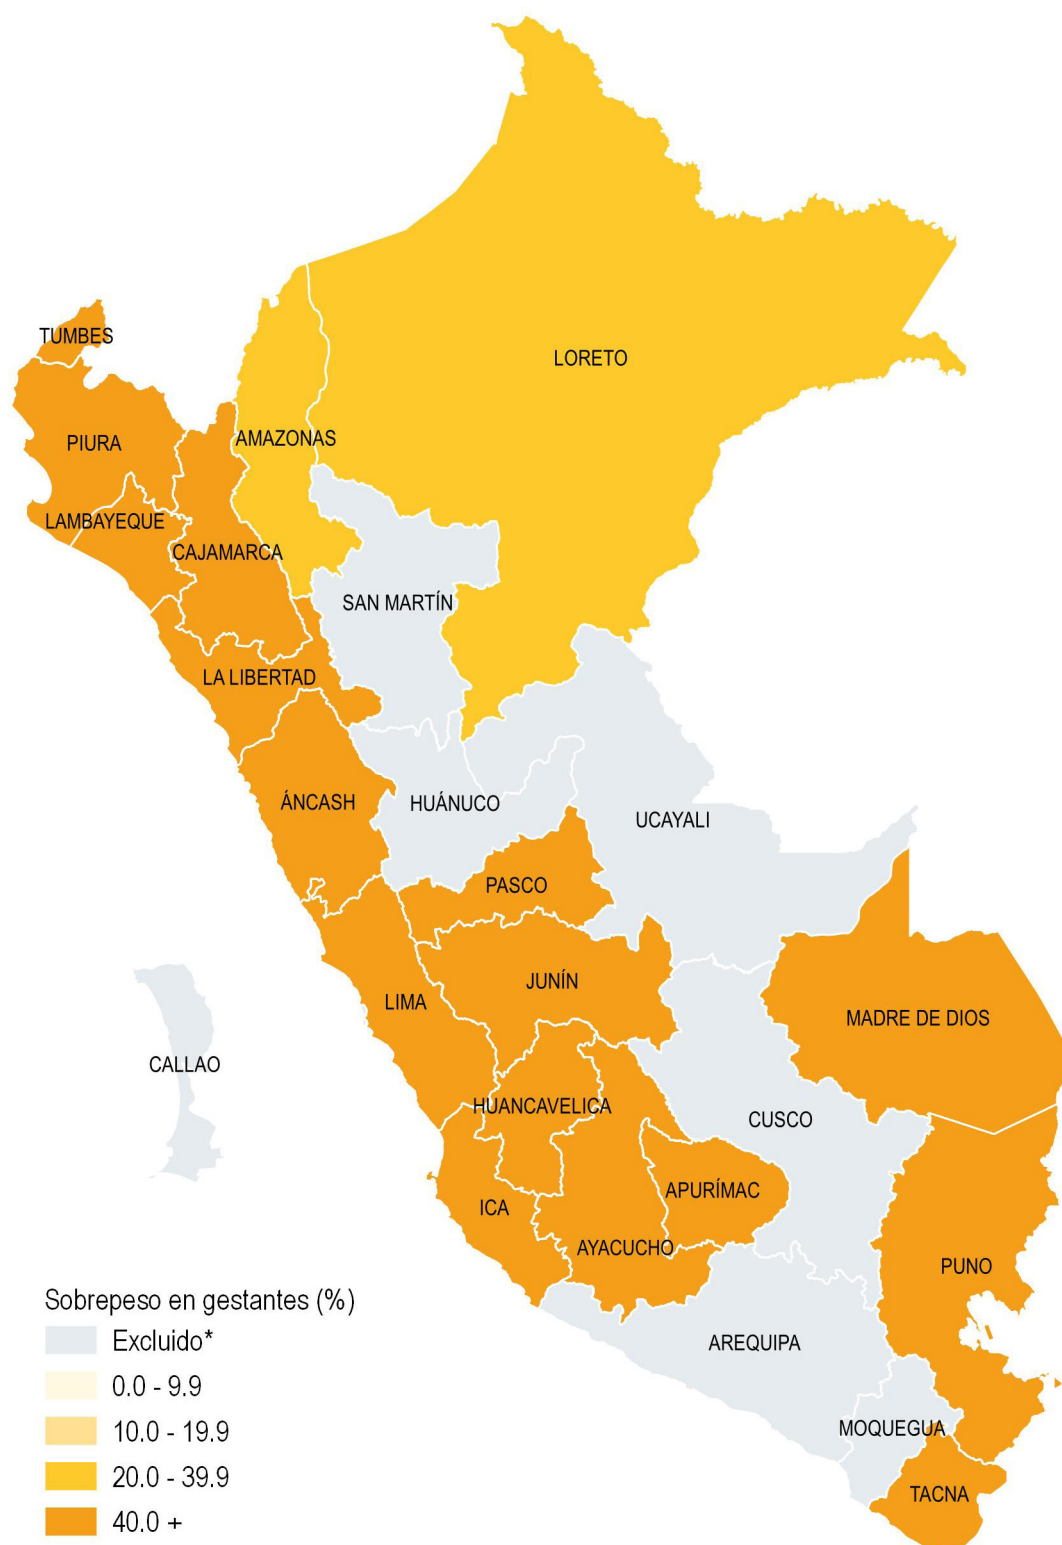 TUMBES
LORETO
PIURA
AMAZONAS
LAMBAYEQUE
CAJAMARCA
SAN MARTÍN
LA LIBERTAD
ÁNCASH
HUÁNUCO
UCAYALI
PASCO
JUNÍN
LIMA
MADRE DE DIOS
CALLAO
HUANCAVELICA
CUSCO
APURÍMAC
ICA
AYACUCHO
PUNO
AREQUIPA
MOQUEGUA
TACNA
Sobrepeso en gestantes (%)
Excluido*
0.0 - 9.9
10.0 - 19.9
20.0 - 39.9
40.0 +